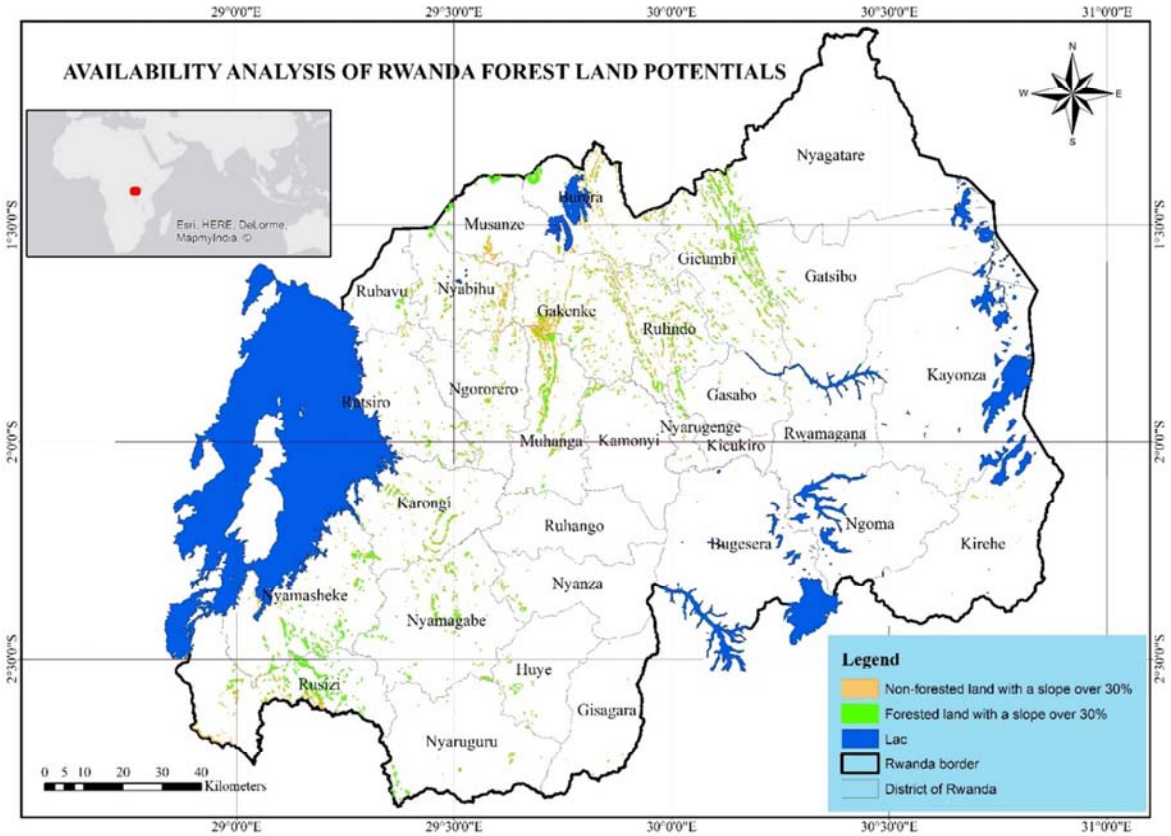 29°0'0"E 29°30'0"E 30°0'0"E 30°30'0"E 31°0'0"E
AVAILABILITY ANALYSIS OF RWANDA FOREST LAND POTENTIALS
N
W E
S
Esri, HERE, DeLorme,
MapmyIndia, ©
Nyagatare
Burera
Musanze
1°30'0"S 1°30'0"S
Gicumbi
Gatsibo
Rubavu
Nyabihu
Gakenke
Rulindo
Kayonza
Ngororero
Gasabo
Rutsiro
Nyarugenge
Rwamagana
Muhanga
Kamonyi
Kicukiro
2°0'0"S 2°0'0"S
Karongi
Ruhango
Ngoma
Bugesera
Kirehe
Nyanza
Nyamasheke
Nyamagabe
2°30'0"S 2°30'0"S
Huye
Rusizi
Gisagara
Nyaruguru
Legend
Non-forested land with a slope over 30%
Forested land with a slope over 30%
Lac
Rwanda border
District of Rwanda
0 5 10 20 30 40
Kilometers
29°0'0"E 29°30'0"E 30°0'0"E 30°30'0"E 31°0'0"E